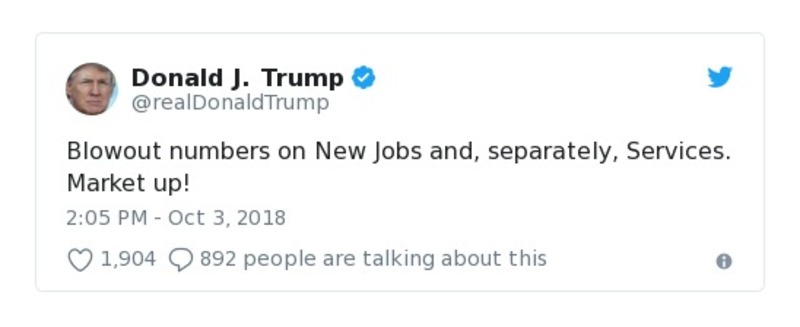 Donald J. Trump
@realDonaldTrump
Blowout numbers on New Jobs and, separately, Services.
Market up!
2:05 PM - Oct 3, 2018
1,904 892 people are talking about this